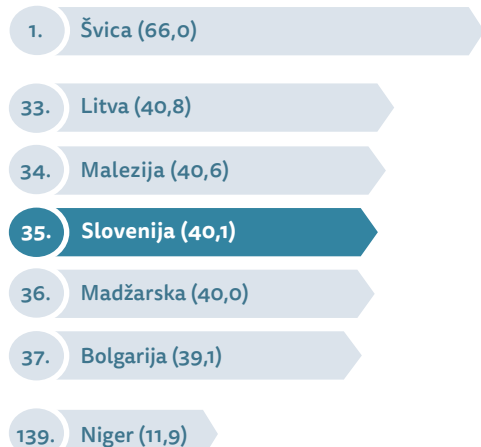 1. Švica (66,0)
33. Litva (40,8)
34. Malezija (40,6)
35. Slovenija (40,1)
36. Madžarska (40,0)
37. Bolgarija (39,1)
139. Niger (11,9)